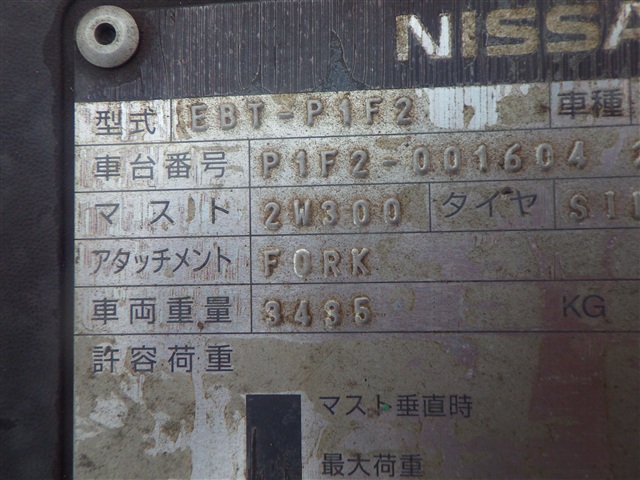 NISSA
型式 EBT-P1F2 車種
車台番号 P1F2-001604
マスト 2W300 タイヤ S11
アタッチメント FORK
車両重量 3435 KG
許容荷重
マスト垂直時
最大荷重